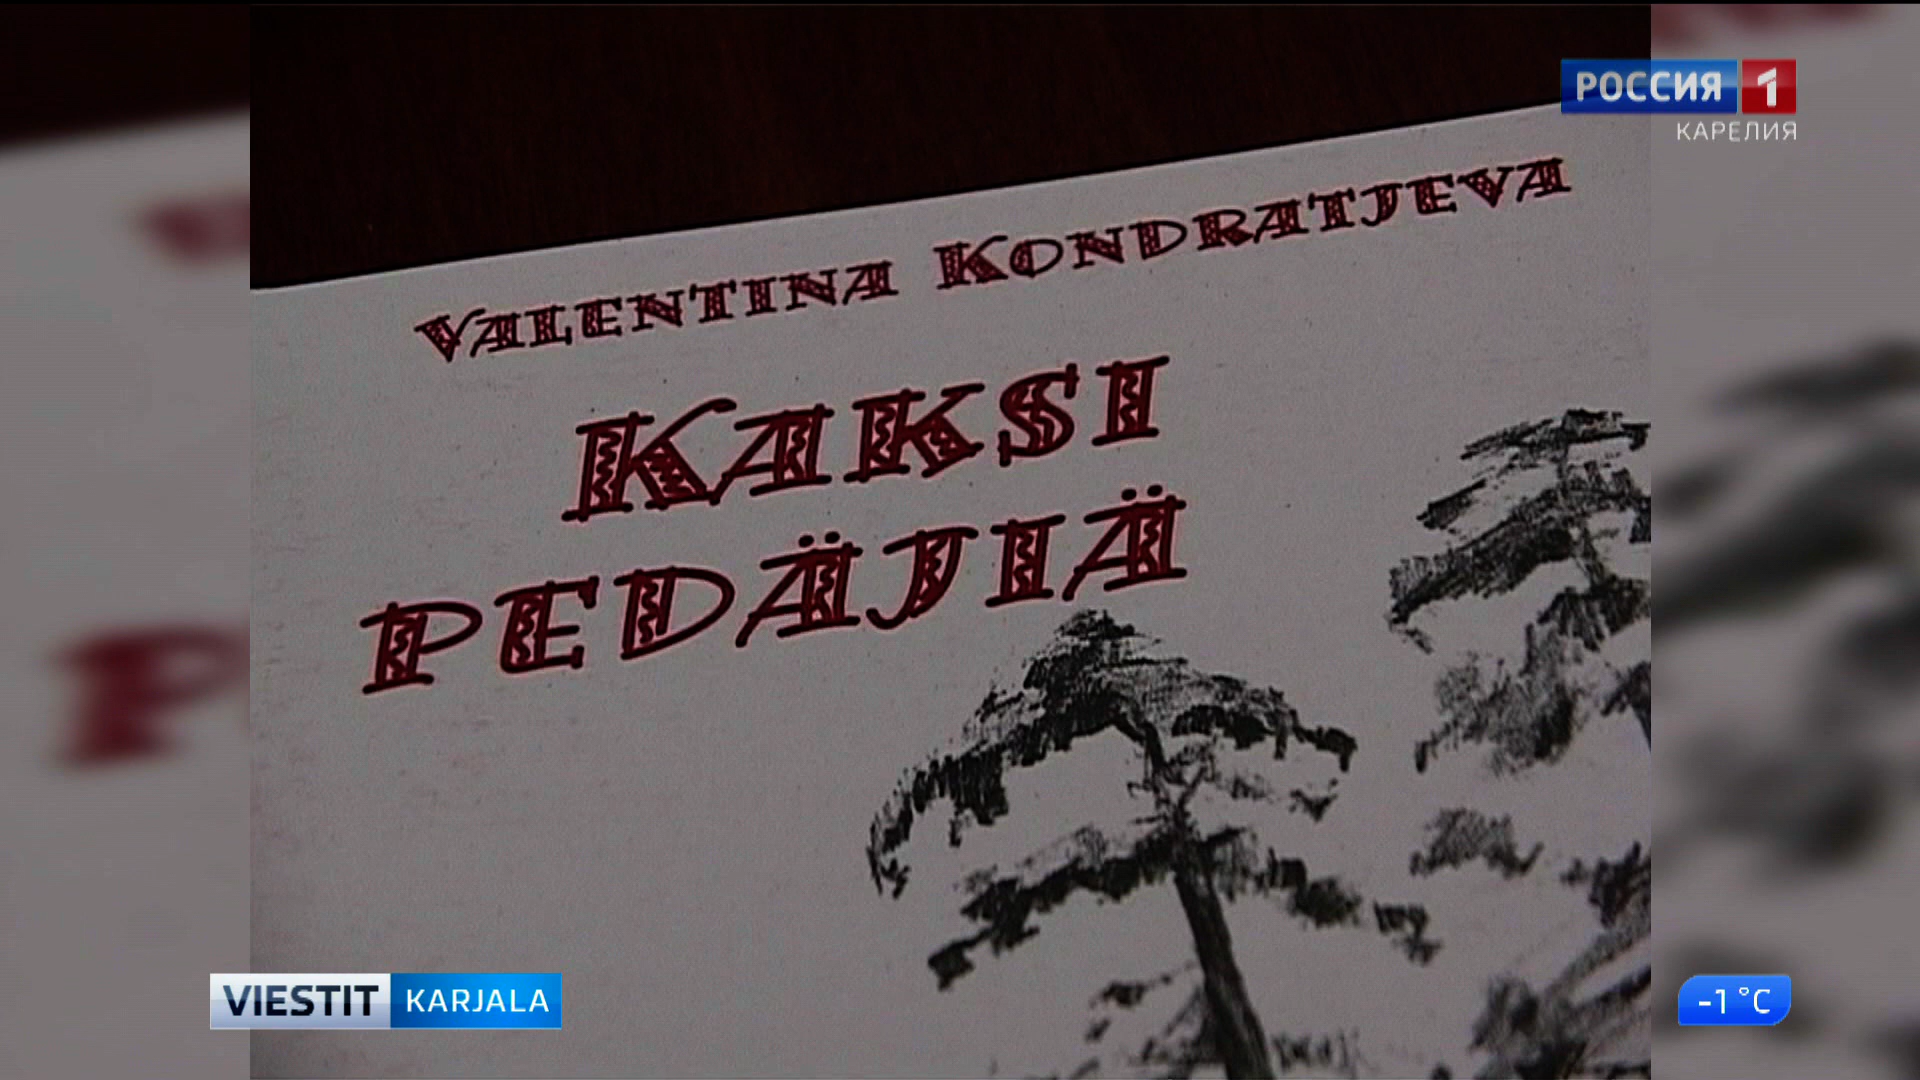 РОССИЯ 1
КАРЕЛИЯ
VALENTINA KONDRATJEVA
KAKSI
PEDÄJIÄ
VIESTIT KARJALA
-1 °C